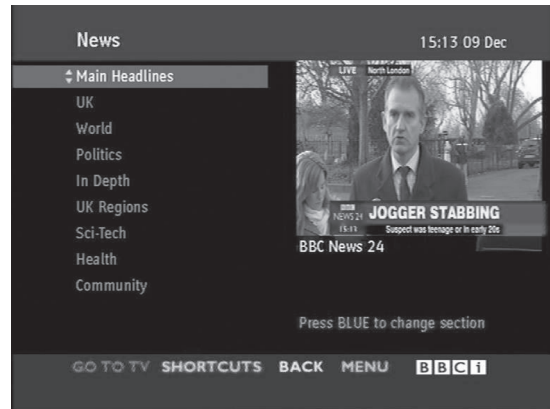 News
15:13 09 Dec
Main Headlines
UK
World
Politics
In Depth
UK Regions
Sci-Tech
Health
Community
LIVE North London
BBC
NEWS 24
15:13
JOGGER STABBING
Suspect was teenage or in early 20s
BBC News 24
Press BLUE to change section
GO TO TV SHORTCUTS BACK MENU BBCi